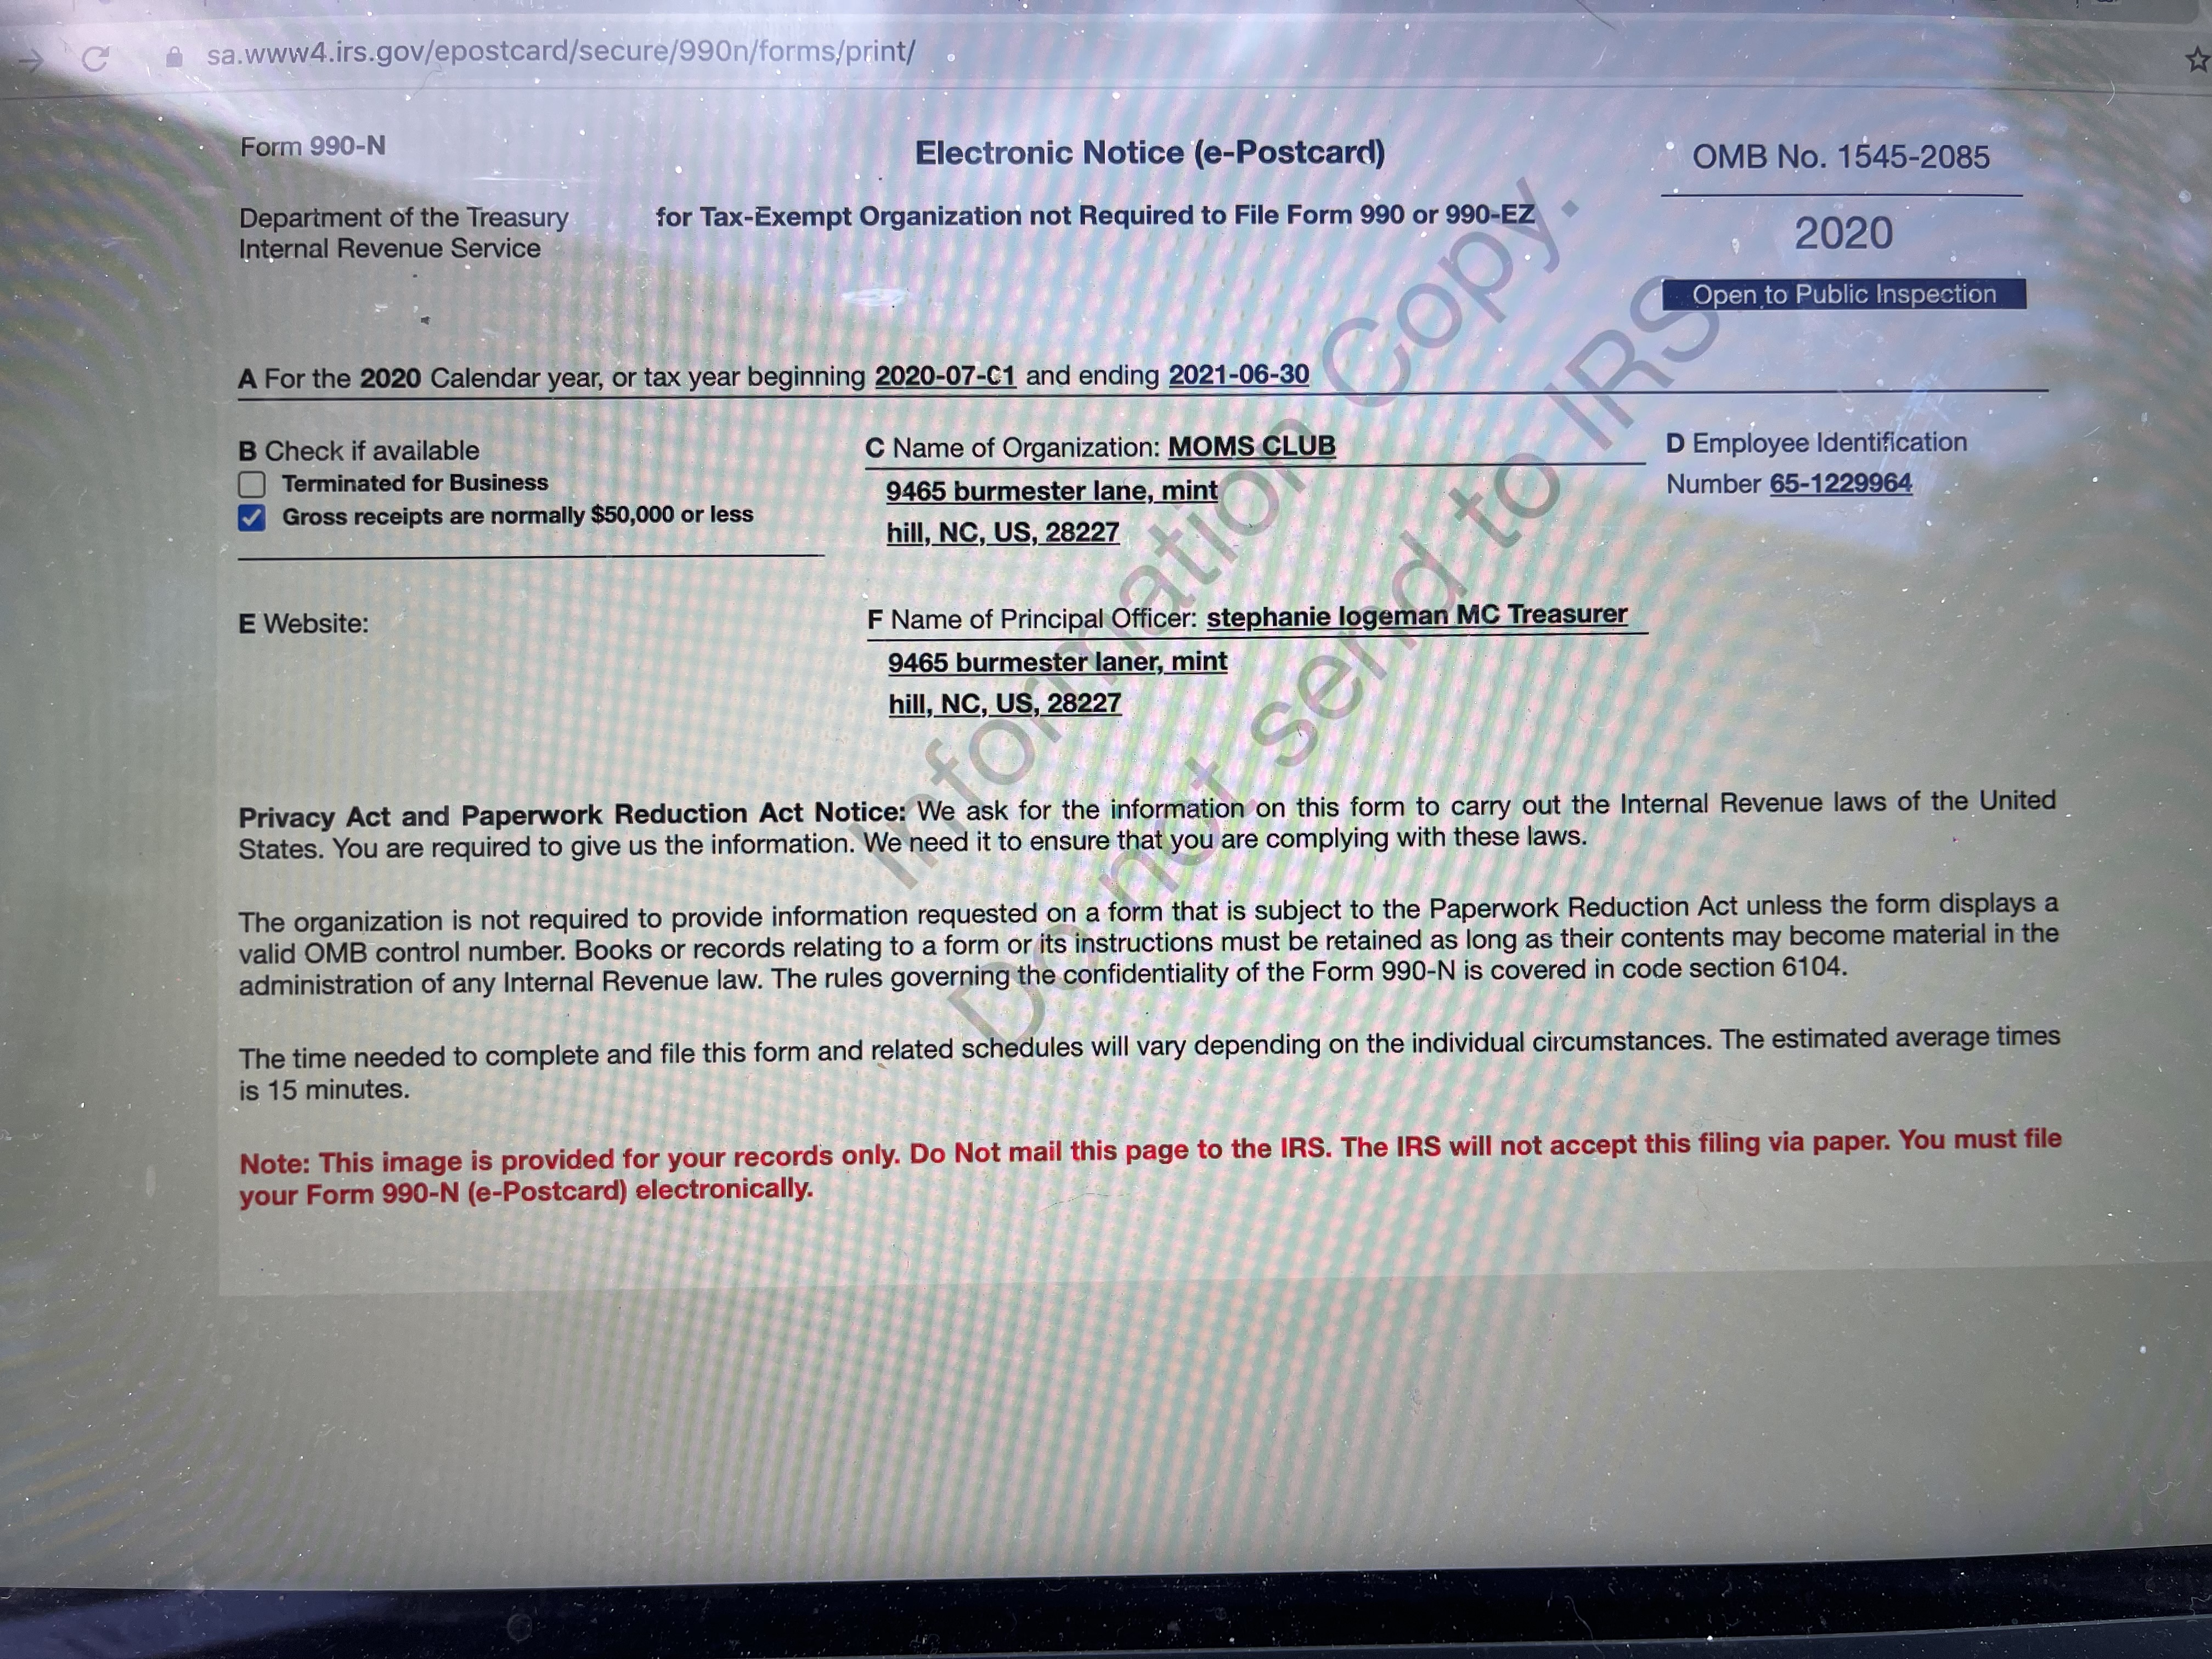 sa.www4.irs.gov/epostcard/secure/990n/forms/print/
Form 990-N
Electronic Notice (e-Postcard)
OMB No. 1545-2085
Department of the Treasury
Internal Revenue Service
for Tax-Exempt Organization not Required to File Form 990 or 990-EZ
2020
Open to Public Inspection
A For the 2020 Calendar year, or tax year beginning 2020-07-01 and ending 2021-06-30
B Check if available
Terminated for Business
Gross receipts are normally $50,000 or less
C Name of Organization: MOMS CLUB
9465 burmester lane, mint
hill, NC, US, 28227
D Employee Identification
Number 65-1229964
E Website:
F Name of Principal Officer: stephanie logeman MC Treasurer
9465 burmester laner, mint
hill, NC, US, 28227
Privacy Act and Paperwork Reduction Act Notice: We ask for the information on this form to carry out the Internal Revenue laws of the United
States. You are required to give us the information. We need it to ensure that you are complying with these laws.
The organization is not required to provide information requested on a form that is subject to the Paperwork Reduction Act unless the form displays a
valid OMB control number. Books or records relating to a form or its instructions must be retained as long as their contents may become material in the
administration of any Internal Revenue law. The rules governing the confidentiality of the Form 990-N is covered in code section 6104.
The time needed to complete and file this form and related schedules will vary depending on the individual circumstances. The estimated average times
is 15 minutes.
Note: This image is provided for your records only. Do Not mail this page to the IRS. The IRS will not accept this filing via paper. You must file
your Form 990-N (e-Postcard) electronically.
Information Copy.
Do not send to IRS.